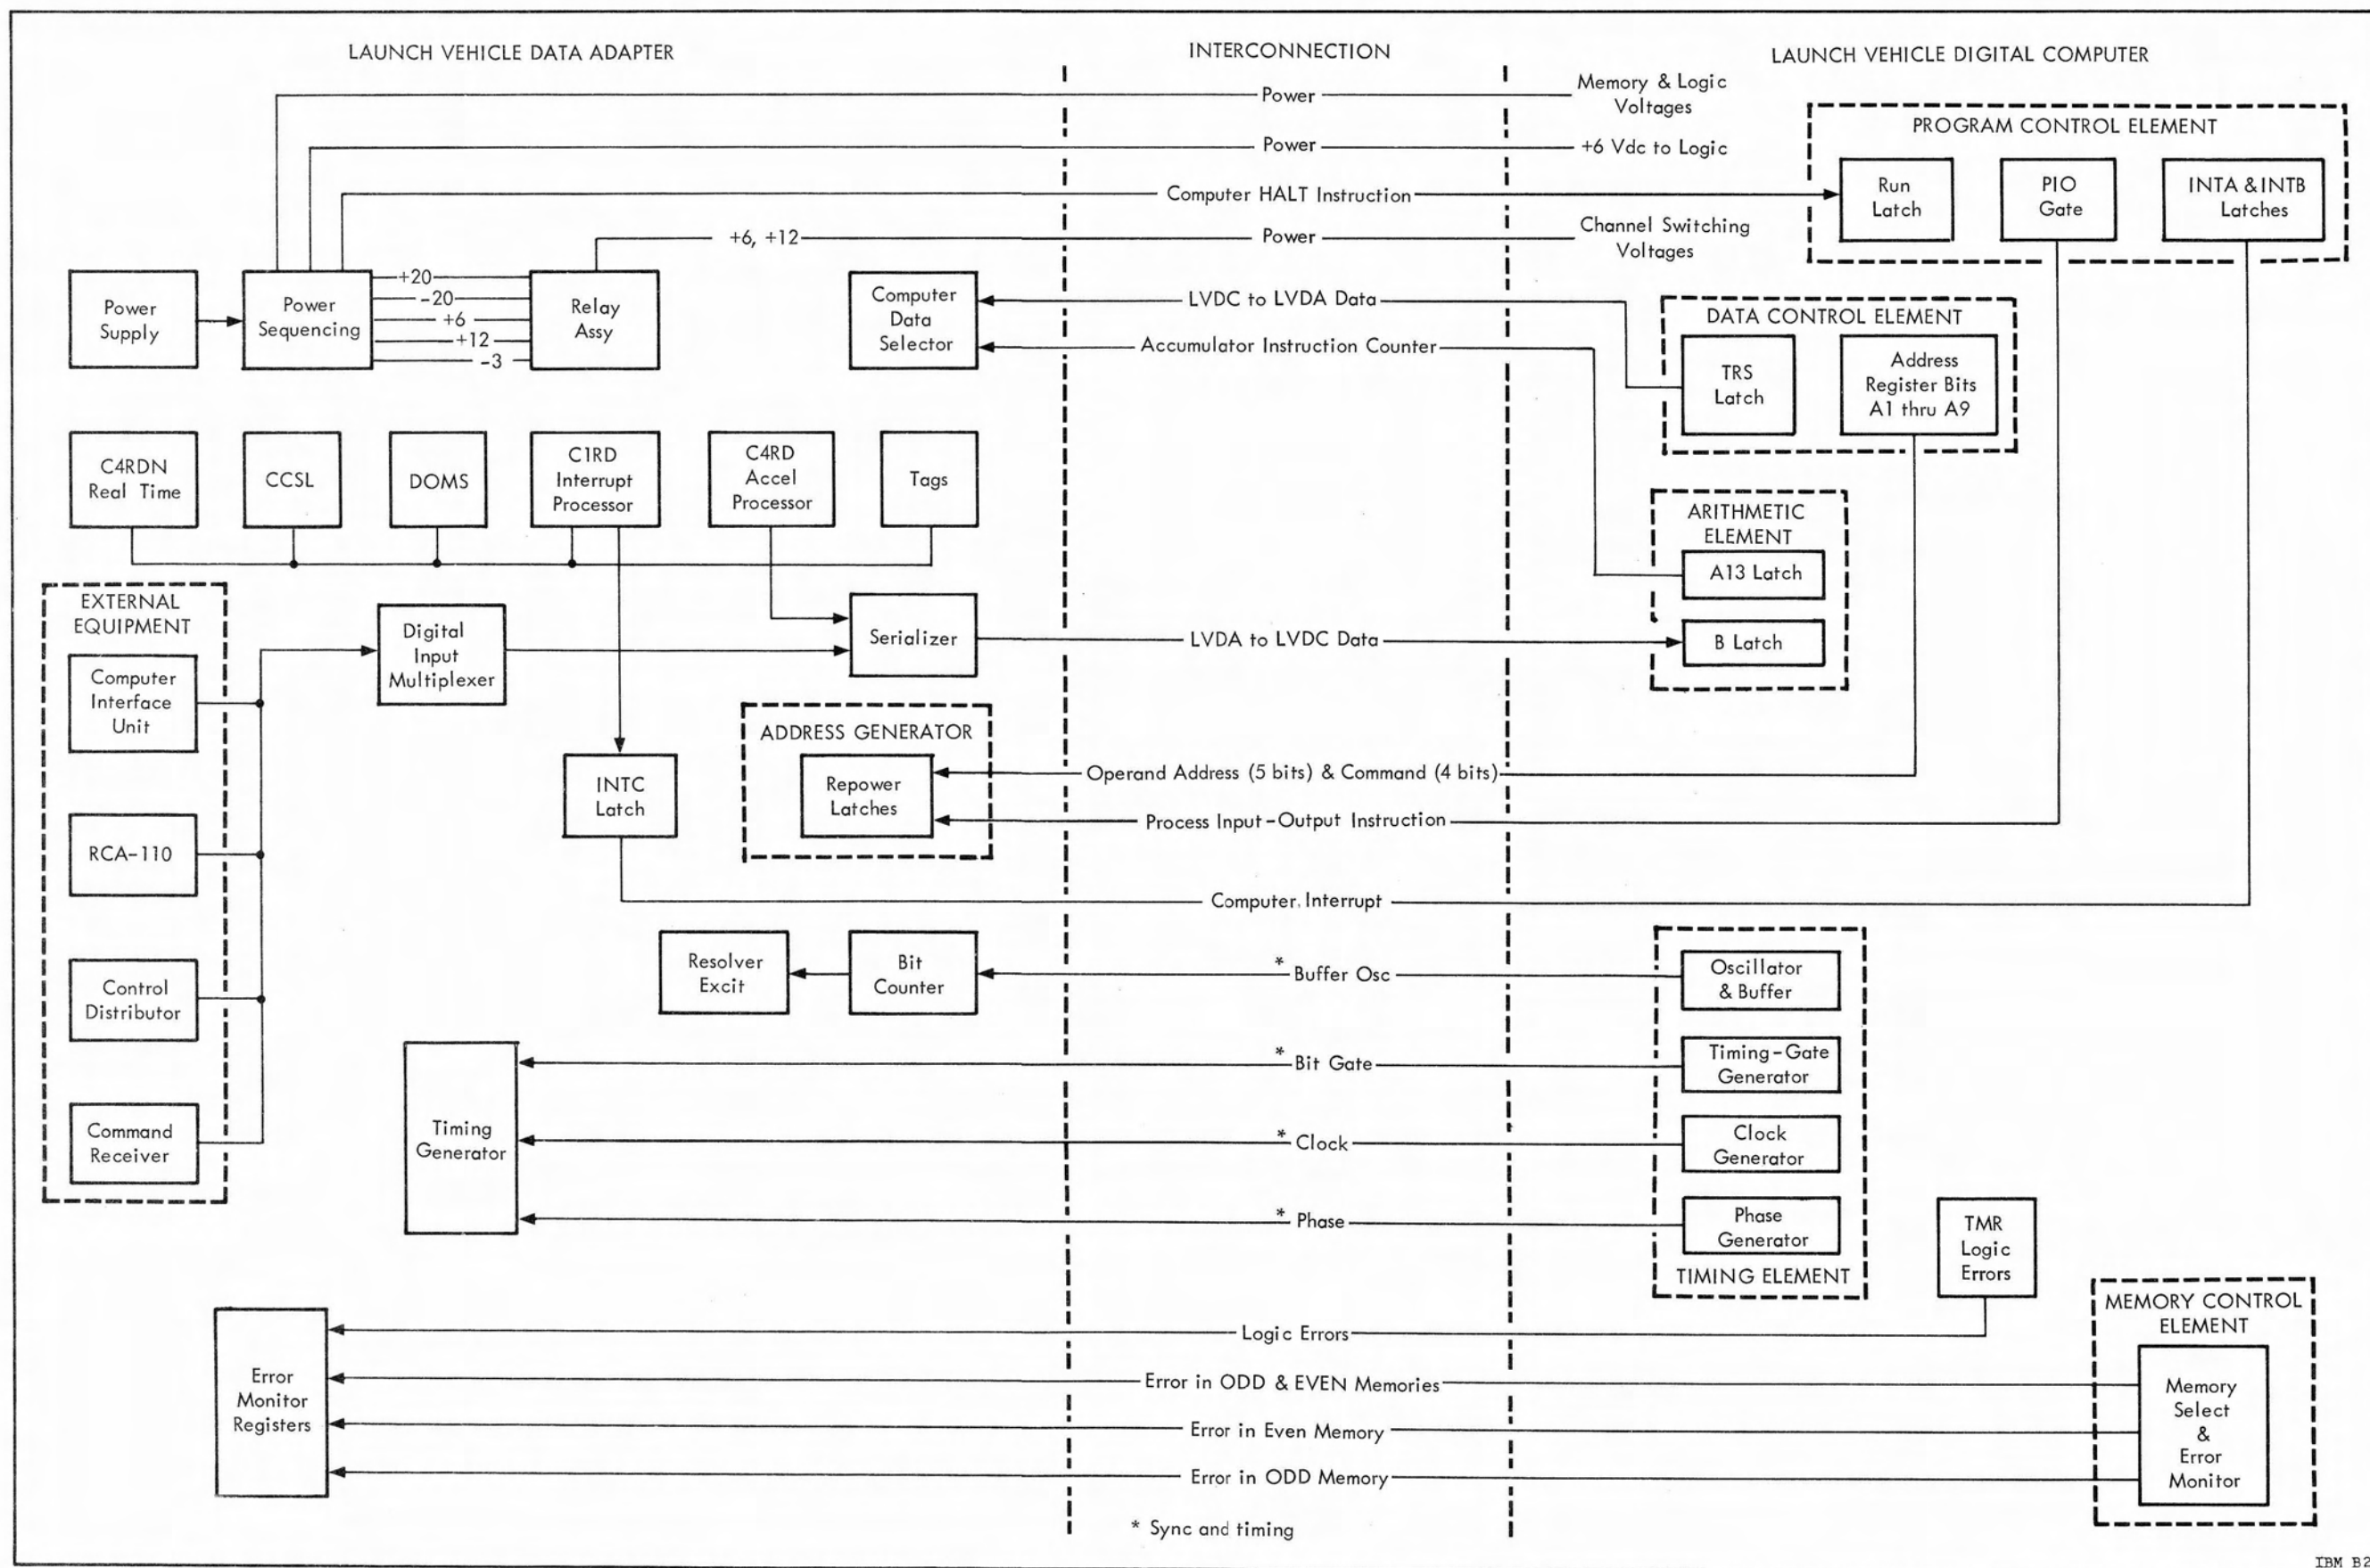 LAUNCH VEHICLE DATA ADAPTER
INTERCONNECTION
LAUNCH VEHICLE DIGITAL COMPUTER
Power
Memory & Logic
Voltages
Power
+6 Vdc to Logic
Computer HALT Instruction
+6, +12
Power
Channel Switching
Voltages
PROGRAM CONTROL ELEMENT
Run
Latch
PIO
Gate
INTA & INTB
Latches
Power
Supply
Power
Sequencing
+20
-20
+6
+12
-3
Relay
Assy
Computer
Data
Selector
LVDC to LVDA Data
Accumulator Instruction Counter
DATA CONTROL ELEMENT
TRS
Latch
Address
Register Bits
A1 thru A9
C4RDN
Real Time
CCSL
DOMS
C1RD
Interrupt
Processor
C4RD
Accel
Processor
Tags
ARITHMETIC
ELEMENT
A13 Latch
B Latch
EXTERNAL
EQUIPMENT
Computer
Interface
Unit
RCA-110
Control
Distributor
Command
Receiver
Digital
Input
Multiplexer
Serializer
LVDA to LVDC Data
ADDRESS GENERATOR
Repower
Latches
INTC
Latch
Operand Address (5 bits) & Command (4 bits)
Process Input-Output Instruction
Computer Interrupt
Resolver
Excit
Bit
Counter
* Buffer Osc
Oscillator
& Buffer
Timing
Generator
* Bit Gate
Timing-Gate
Generator
* Clock
Clock
Generator
* Phase
Phase
Generator
TIMING ELEMENT
TMR
Logic
Errors
Error
Monitor
Registers
Logic Errors
Error in ODD & EVEN Memories
Error in Even Memory
Error in ODD Memory
MEMORY CONTROL
ELEMENT
Memory
Select
&
Error
Monitor
* Sync and timing
IBM B2